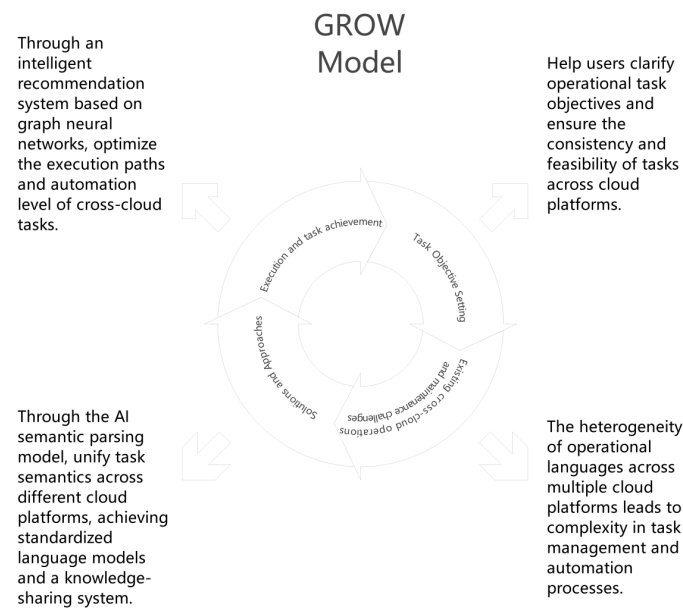 GROW
Model
Through an
intelligent
recommendation
system based on
graph neural
networks, optimize
the execution paths
and automation
level of cross-cloud
tasks.
Help users clarify
operational task
objectives and
ensure the
consistency and
feasibility of tasks
across cloud
platforms.
Execution and task achievement
Task Objective Setting
Solutions and Approaches
Existing cross-cloud operations
and maintenance challenges
Through the AI
semantic parsing
model, unify task
semantics across
different cloud
platforms, achieving
standardized
language models
and a knowledge-
sharing system.
The heterogeneity
of operational
languages across
multiple cloud
platforms leads to
complexity in task
management and
automation
processes.